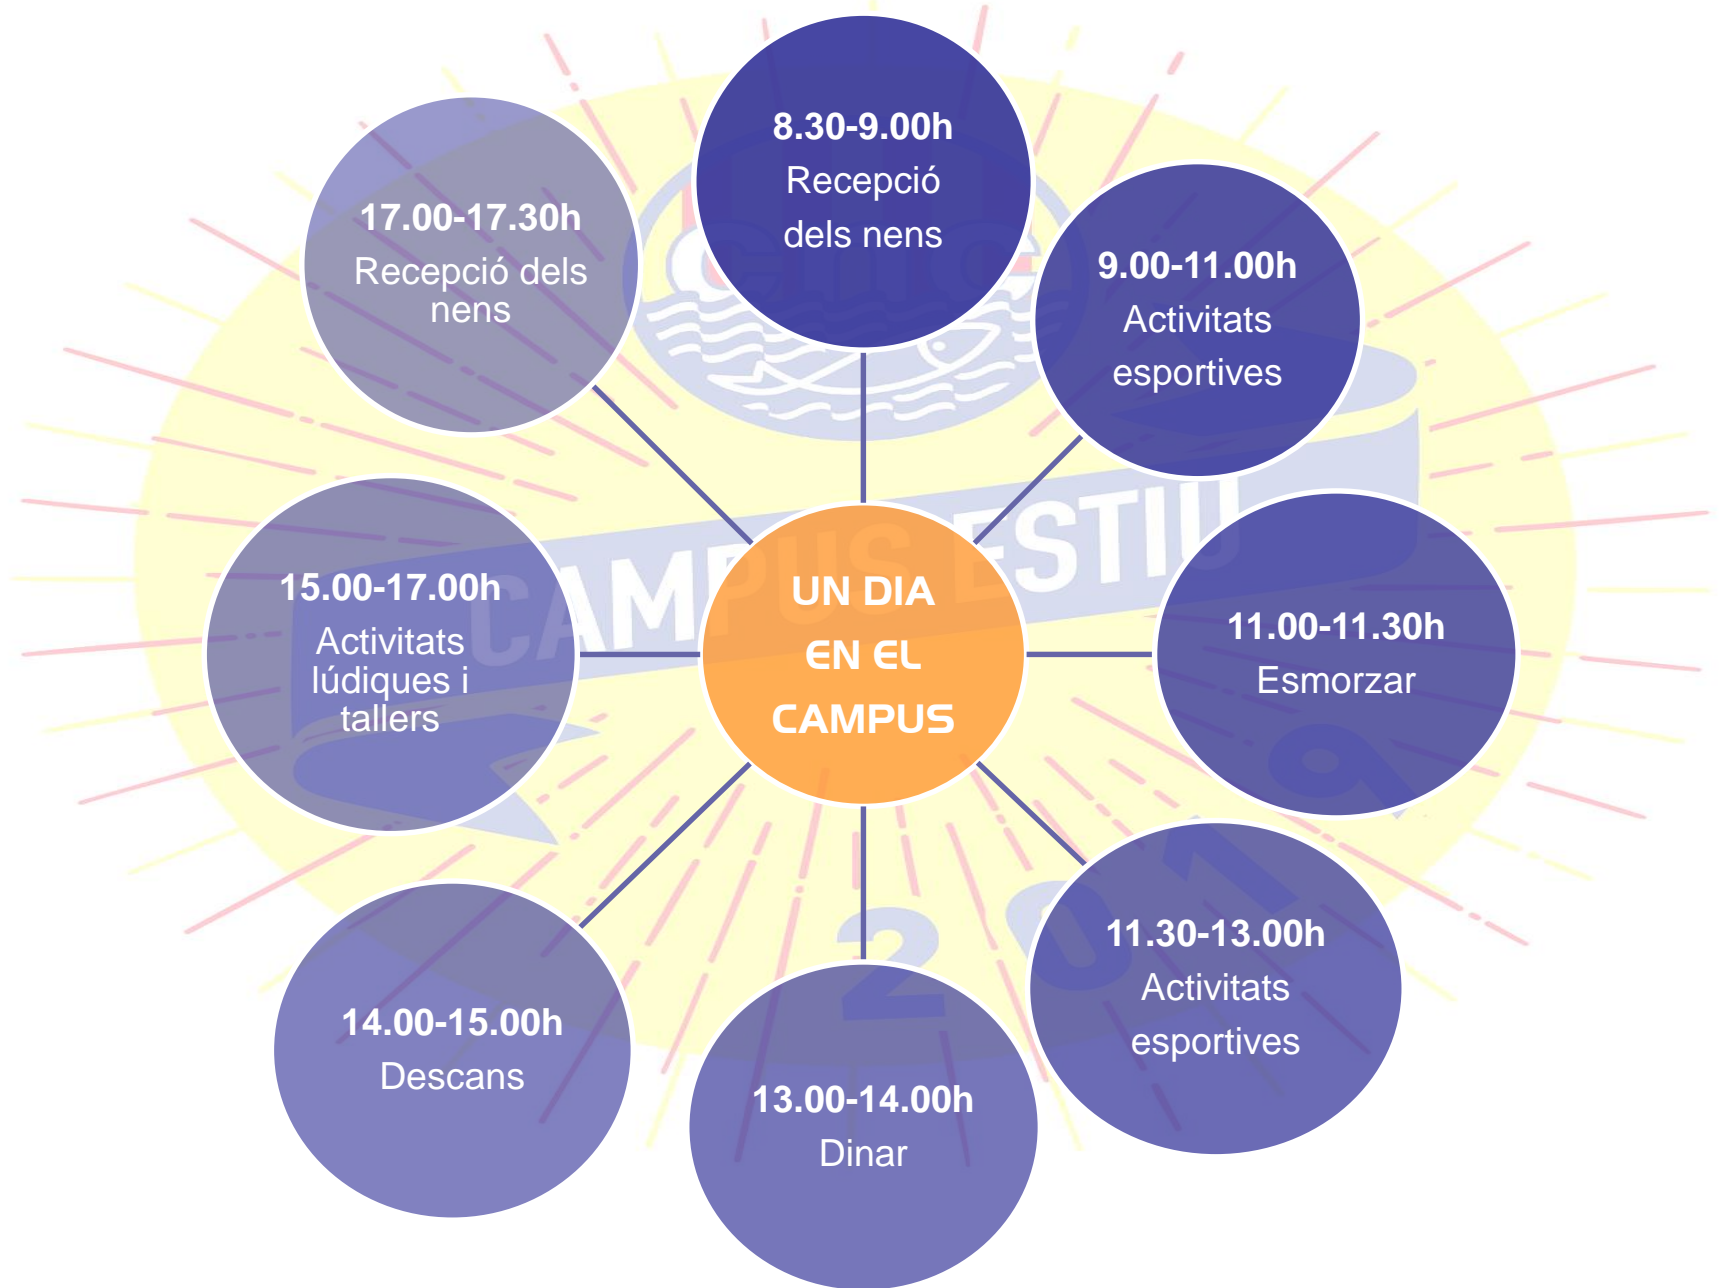 8.30-9.00h
Recepció
dels nens
9.00-11.00h
Activitats
esportives
11.00-11.30h
Esmorzar
11.30-13.00h
Activitats
esportives
13.00-14.00h
Dinar
14.00-15.00h
Descans
15.00-17.00h
Activitats
lúdiques i
tallers
17.00-17.30h
Recepció dels
nens
UN DIA
EN EL
CAMPUS
CAMPUS ESTIU
2019